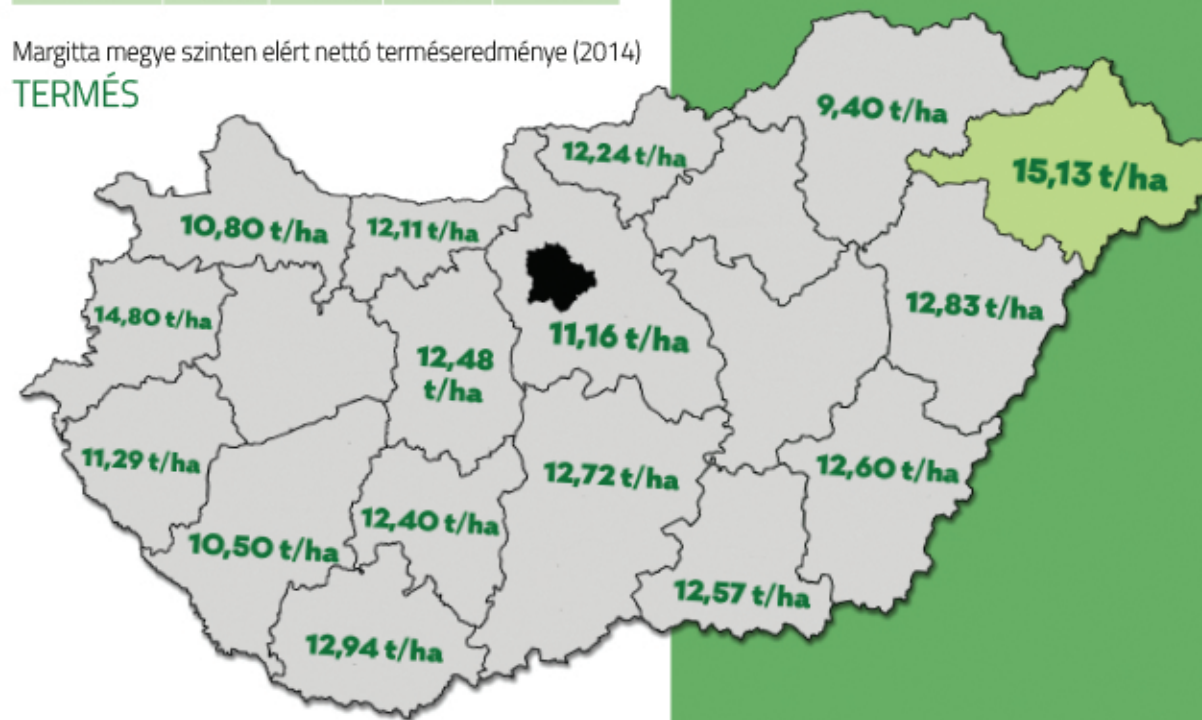 Margitta megye szinten elért nettó terméseredménye (2014)
TERMÉS
9,40 t/ha
12,24 t/ha
15,13 t/ha
10,80 t/ha
12,11 t/ha
14,80 t/ha
12,83 t/ha
11,16 t/ha
12,48
t/ha
11,29 t/ha
12,72 t/ha
12,60 t/ha
12,40 t/ha
10,50 t/ha
12,57 t/ha
12,94 t/ha